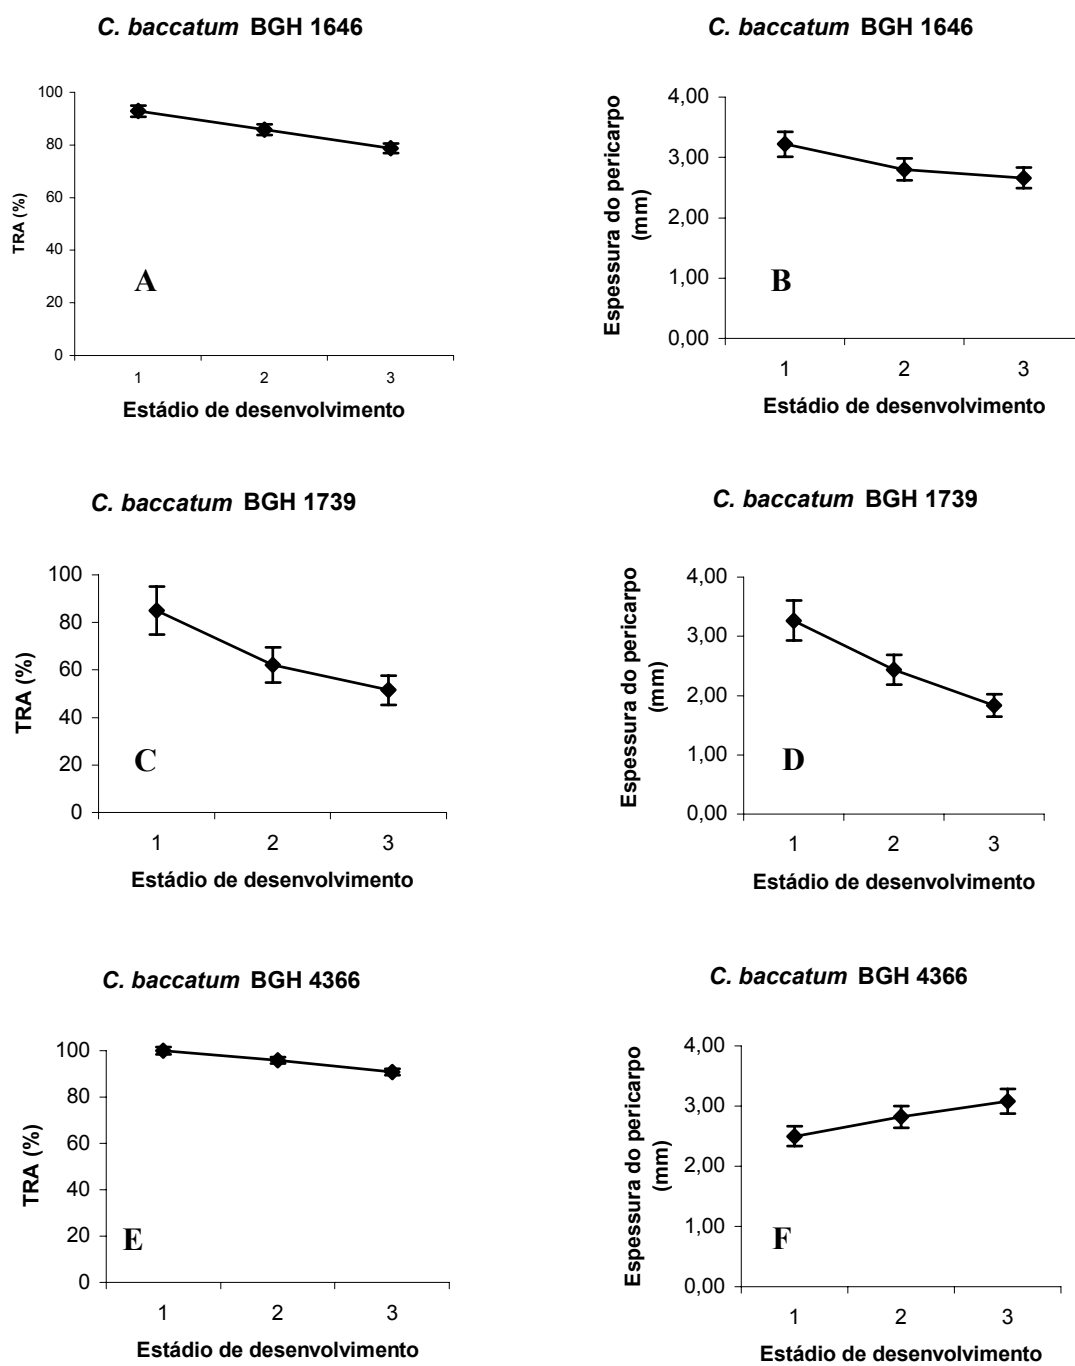 C. baccatum BGH 1646
100
80
60
40
20
0
TRA (%)
A
1 2 3
Estádio de desenvolvimento
C. baccatum BGH 1646
4,00
3,00
2,00
1,00
0,00
Espessura do pericarpo
(mm)
B
1 2 3
Estádio de desenvolvimento
C. baccatum BGH 1739
100
80
60
40
20
0
TRA (%)
C
1 2 3
Estádio de desenvolvimento
C. baccatum BGH 1739
4,00
3,00
2,00
1,00
0,00
Espessura do pericarpo
(mm)
D
1 2 3
Estádio de desenvolvimento
C. baccatum BGH 4366
100
80
60
40
20
0
TRA (%)
E
1 2 3
Estádio de desenvolvimento
C. baccatum BGH 4366
4,00
3,00
2,00
1,00
0,00
Espessura do pericarpo
(mm)
F
1 2 3
Estádio de desenvolvimento